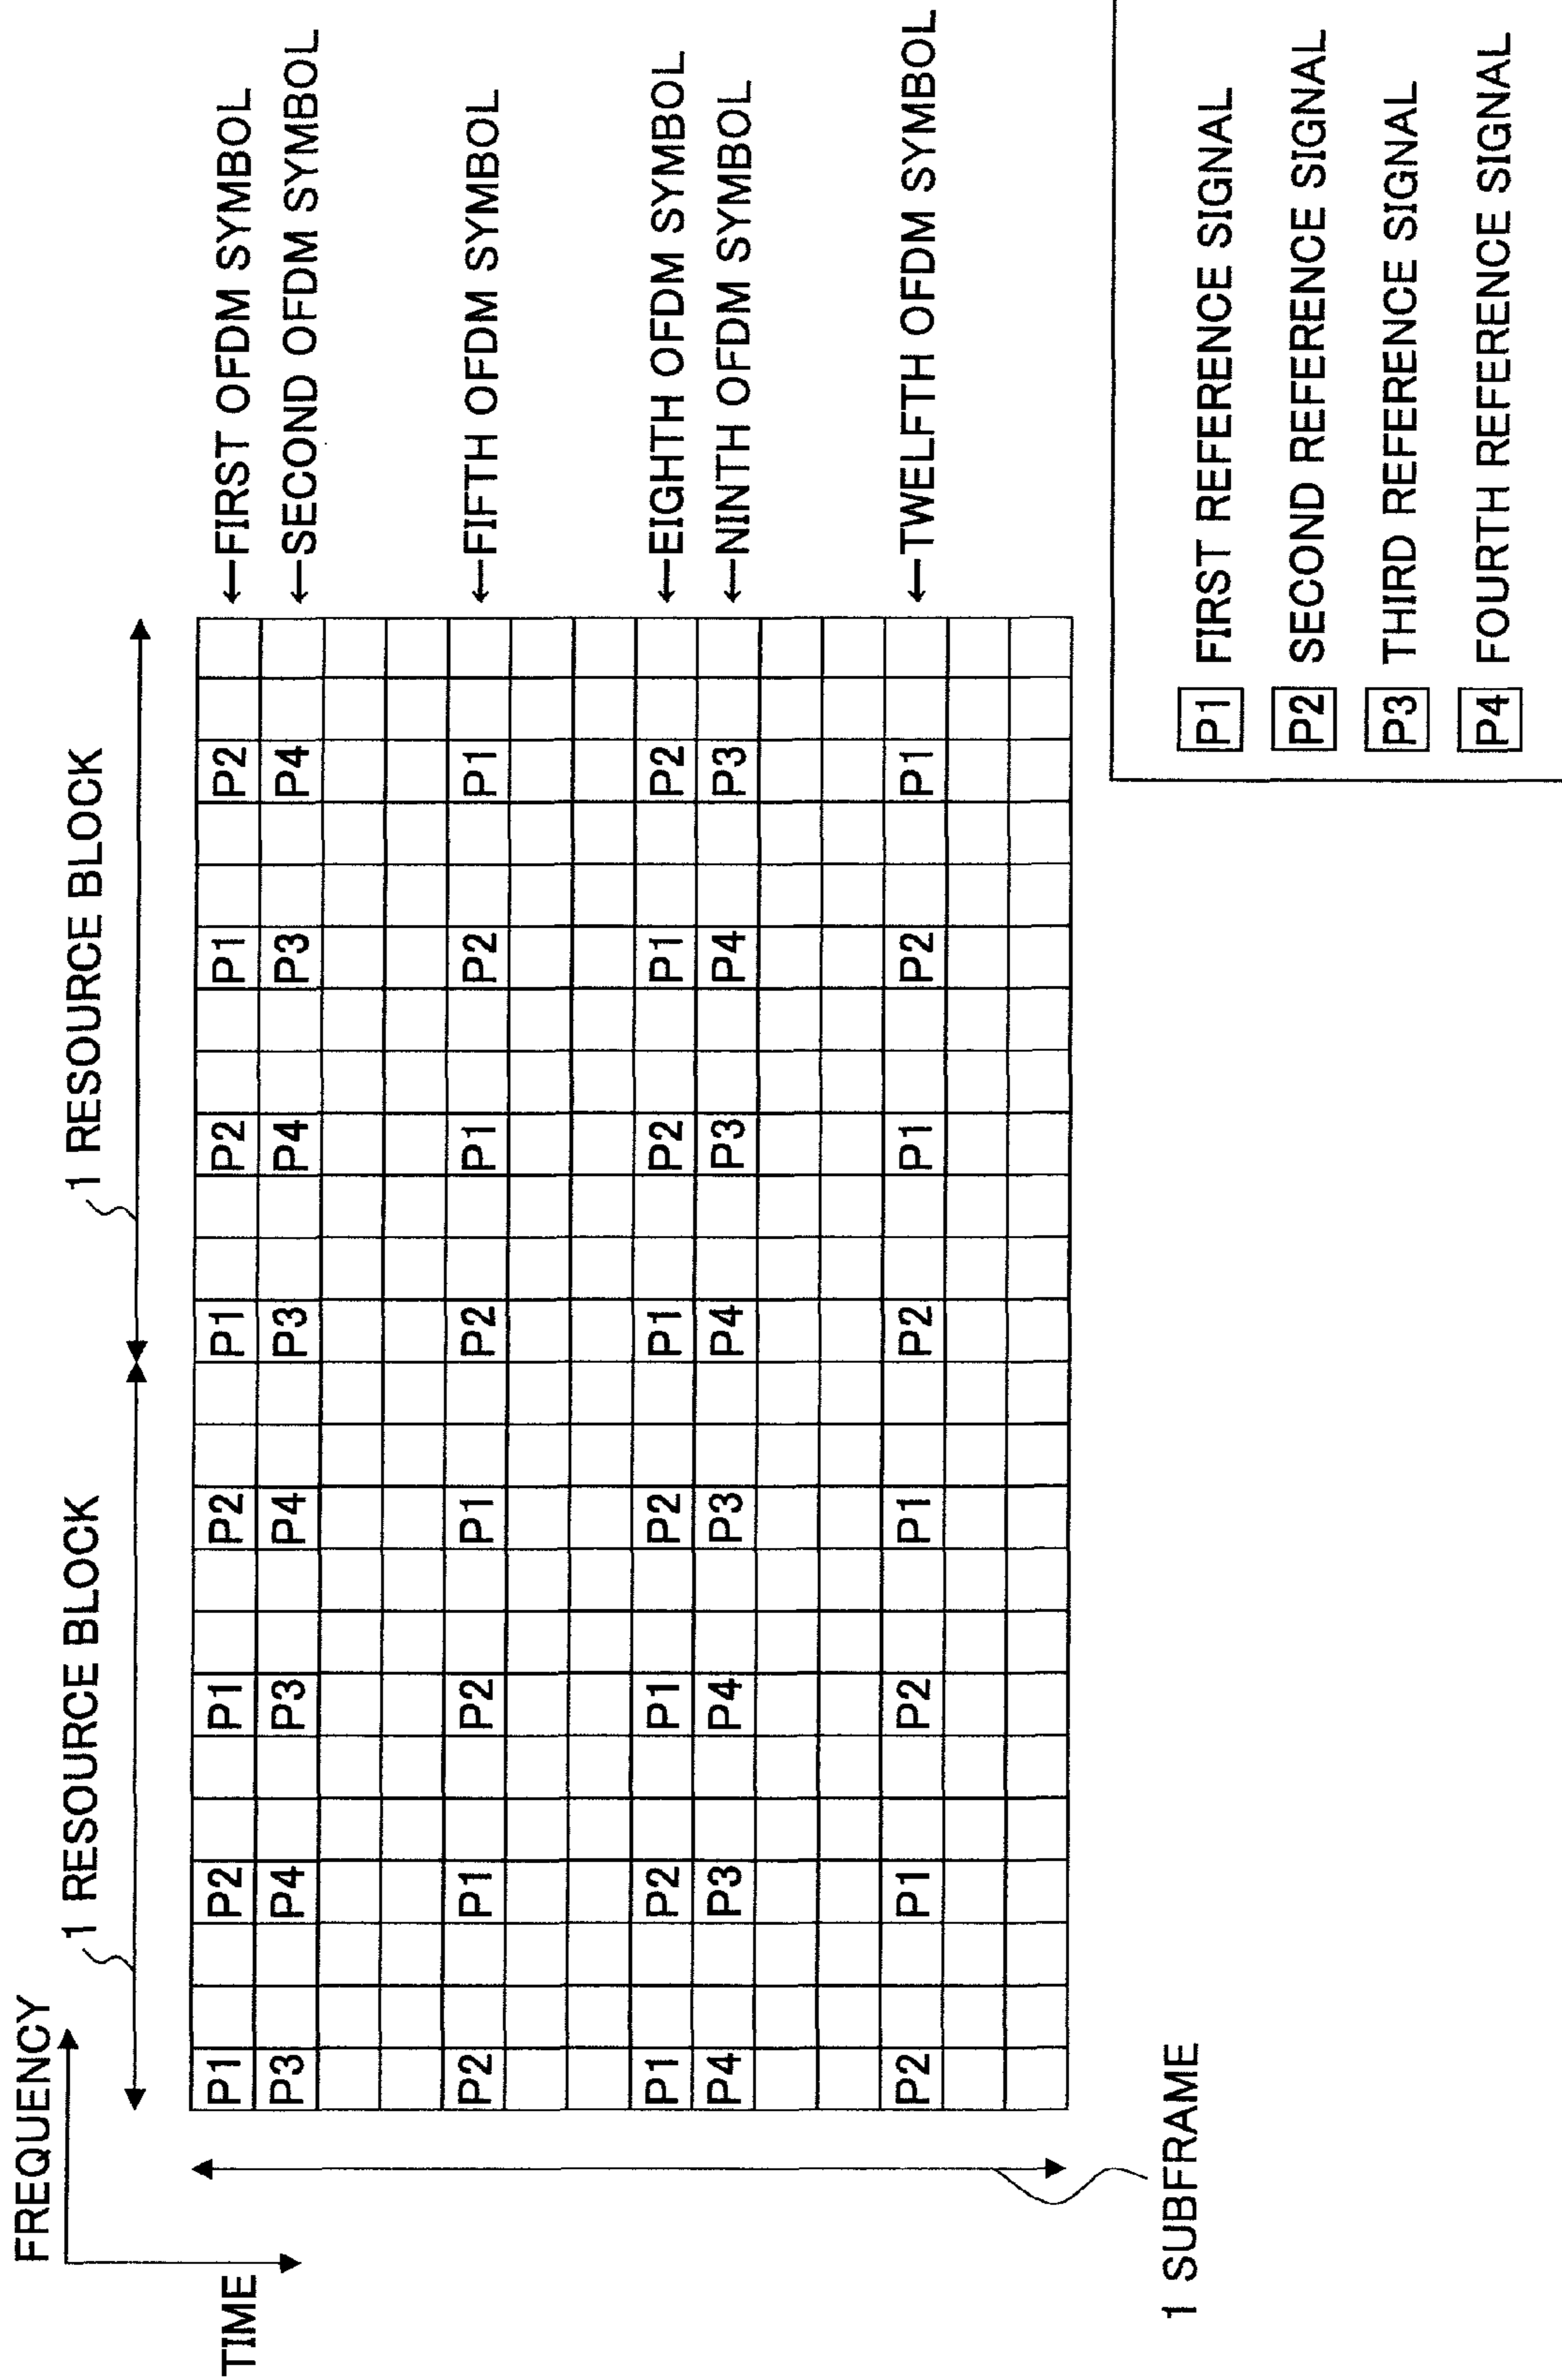 FREQUENCY
TIME
1 RESOURCE BLOCK
1 RESOURCE BLOCK
P1 P2 P1 P2 P1 P2 P1 P2 ←FIRST OFDM SYMBOL
P3 P4 P3 P4 P3 P4 P3 P4 ←SECOND OFDM SYMBOL
P2 P1 P2 P1 P2 P1 P2 P1 ←FIFTH OFDM SYMBOL
P1 P2 P1 P2 P1 P2 P1 P2 ←EIGHTH OFDM SYMBOL
P4 P3 P4 P3 P4 P3 P4 P3 ←NINTH OFDM SYMBOL
P2 P1 P2 P1 P2 P1 P2 P1 ←TWELFTH OFDM SYMBOL
1 SUBFRAME
P1 FIRST REFERENCE SIGNAL
P2 SECOND REFERENCE SIGNAL
P3 THIRD REFERENCE SIGNAL
P4 FOURTH REFERENCE SIGNAL